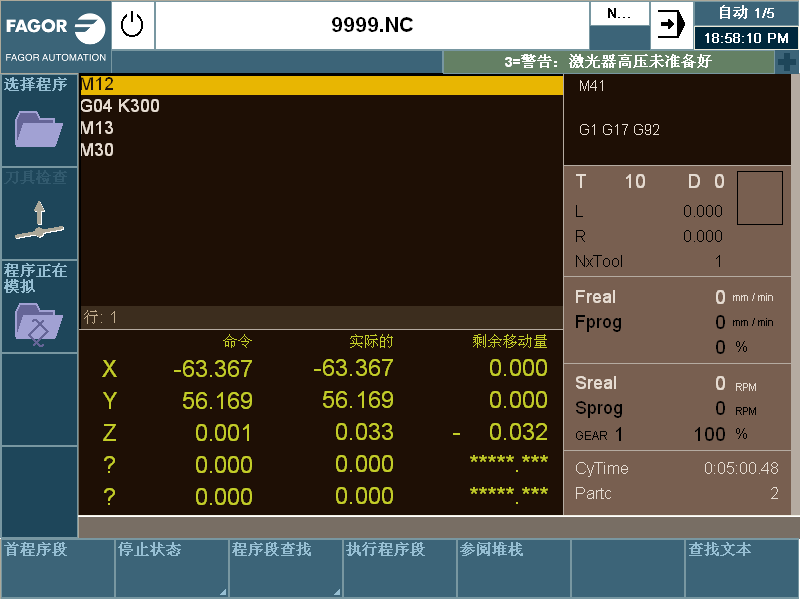 FAGOR
FAGOR AUTOMATION
9999.NC
N...
自动 1/5
18:58:10 PM
3=警告: 激光器高压未准备好
选择程序
刀具检查
程序正在
模拟
M12
G04 K300
M13
M30
行: 1
命令 实际的 剩余移动量
X -63.367 -63.367 0.000
Y 56.169 56.169 0.000
Z 0.001 0.033 - 0.032
? 0.000 0.000 *****.***
? 0.000 0.000 *****.***
M41
G1 G17 G92
T 10 D 0
L 0.000
R 0.000
NxTool 1
Freal 0 mm/min
Fprog 0 mm/min
0 %
Sreal 0 RPM
Sprog 0 RPM
GEAR 1 100 %
CyTime 0:05:00.48
Partc 2
首程序段 停止状态 程序段查找 执行程序段 参阅堆栈 查找文本